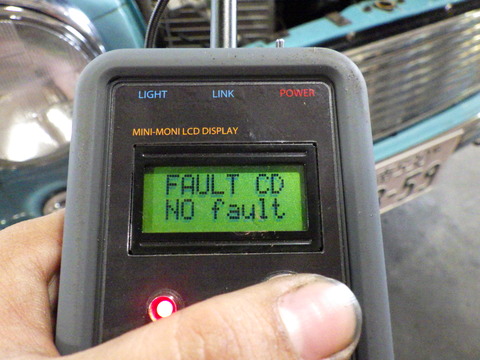 LIGHT LINK POWER
MINI-MONI LCD DISPLAY
FAULT CD
NO fault